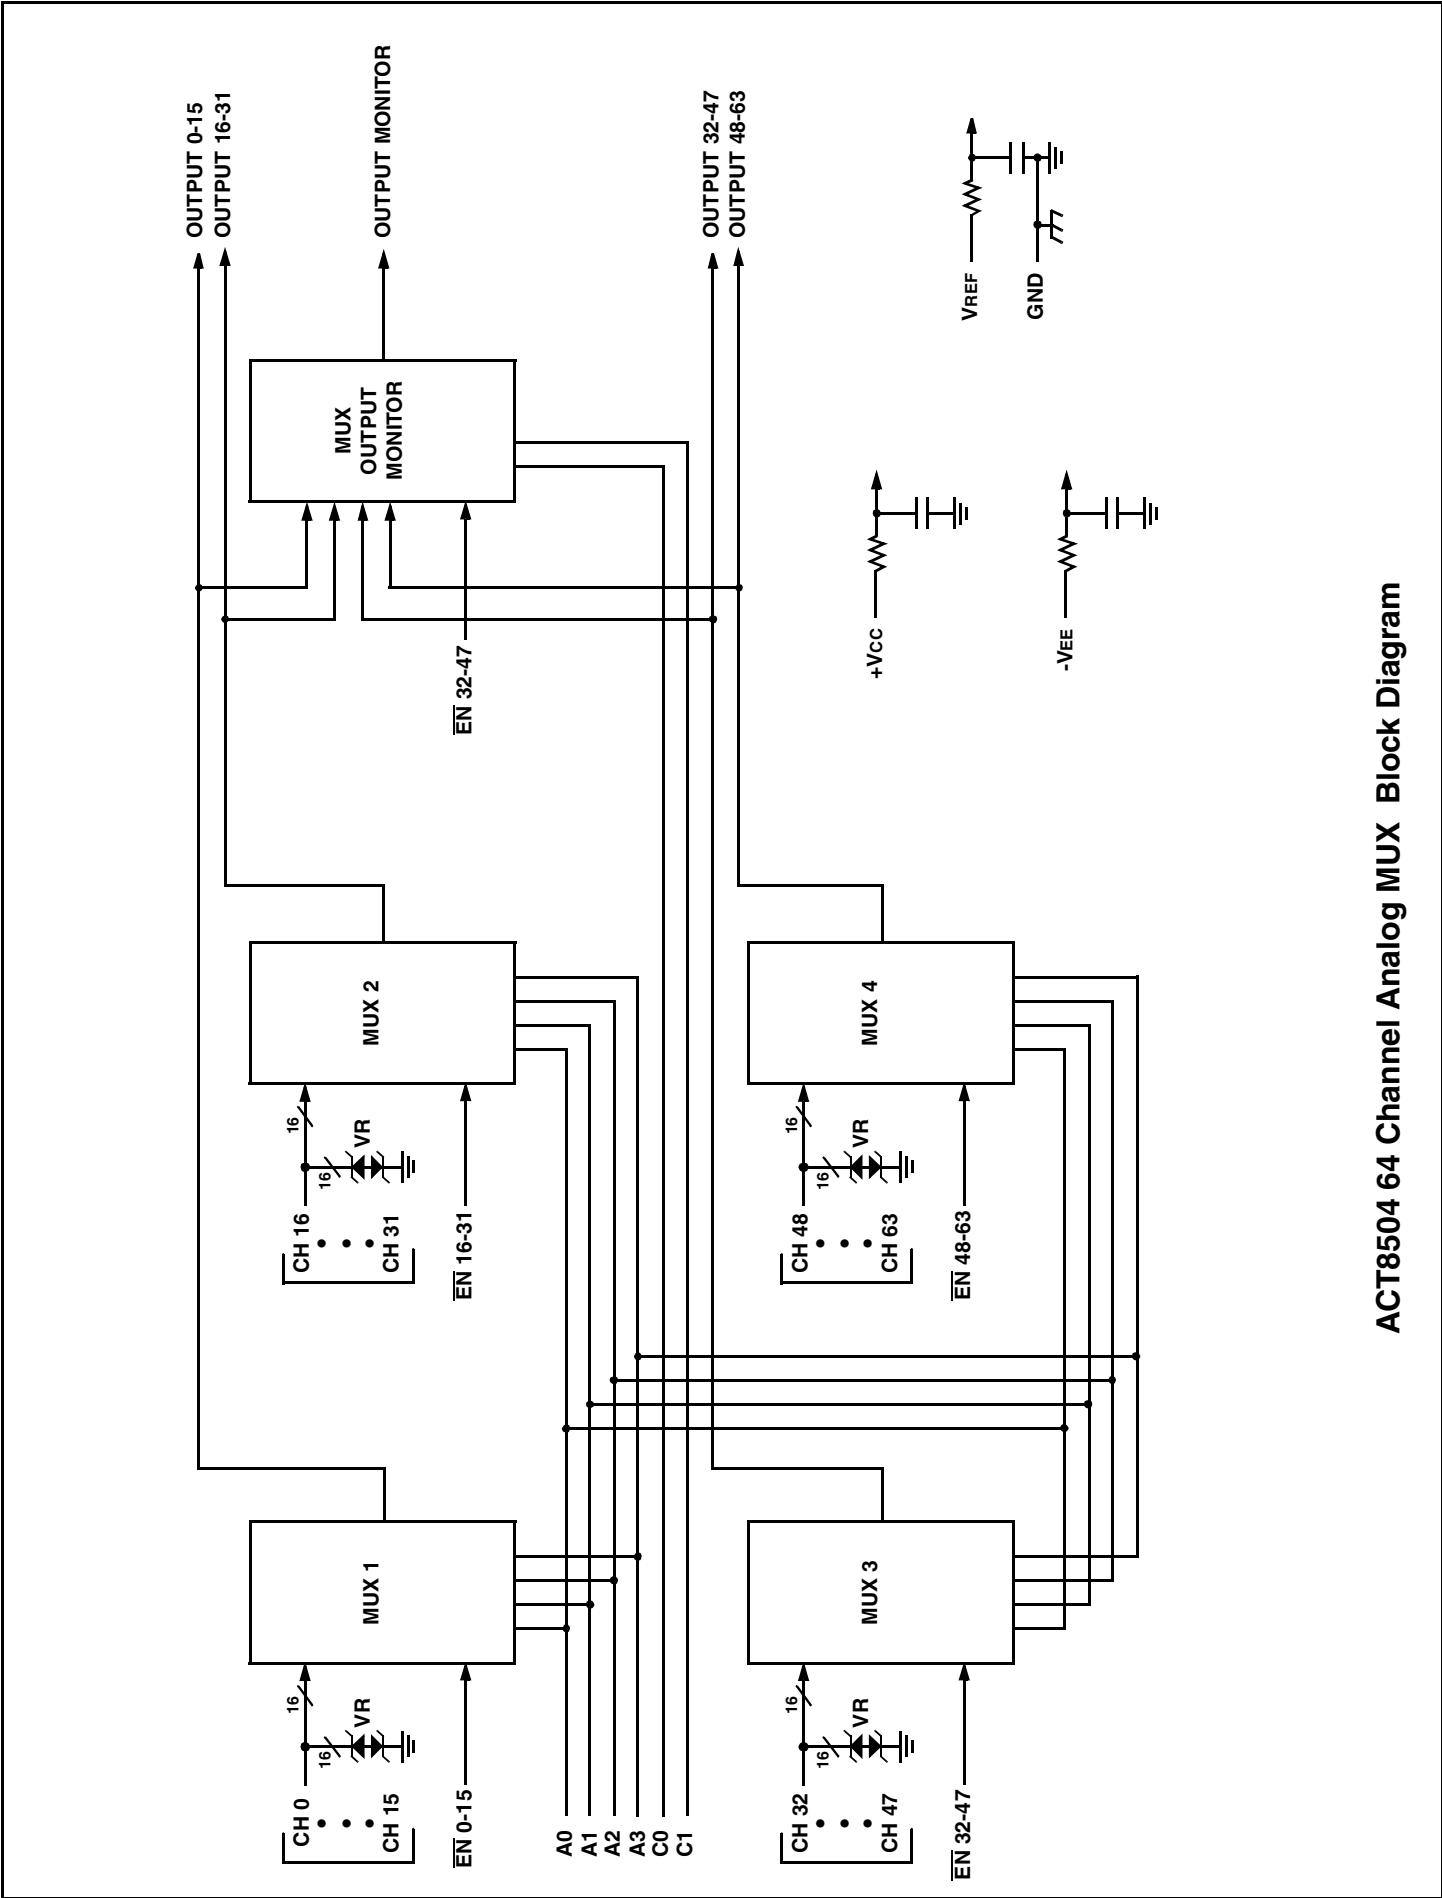 OUTPUT 0-15
OUTPUT 16-31
OUTPUT MONITOR
OUTPUT 32-47
OUTPUT 48-63
MUX
OUTPUT
MONITOR
EN 32-47
MUX 2
16
16
VR
CH 16
• • •
CH 31
EN 16-31
MUX 4
16
16
VR
CH 48
• • •
CH 63
EN 48-63
MUX 1
16
16
VR
CH 0
• • •
CH 15
EN 0-15
A0
A1
A2
A3
C0
C1
MUX 3
16
16
VR
CH 32
• • •
CH 47
EN 32-47
+VCC
-VEE
VREF
GND
ACT8504 64 Channel Analog MUX Block Diagram